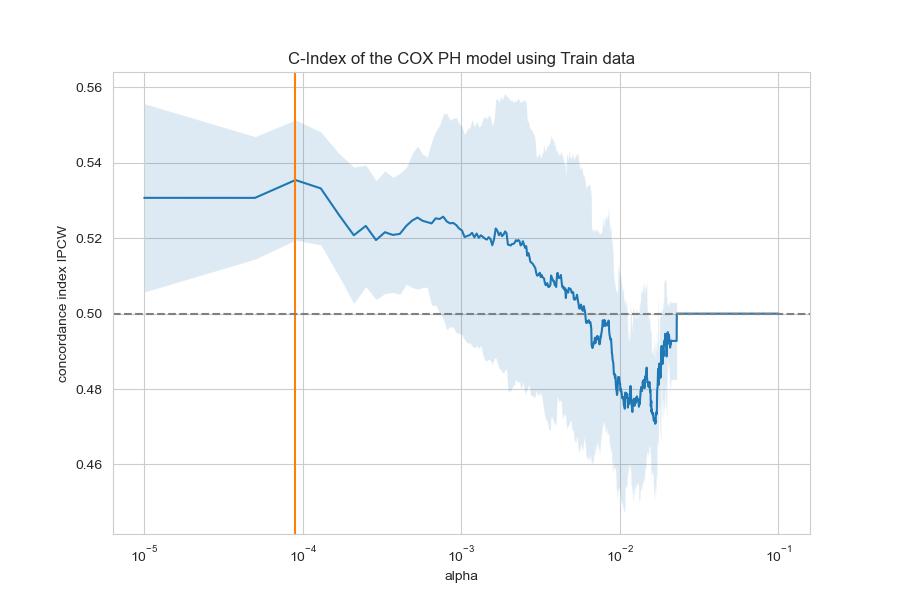 C-Index of the COX PH model using Train data
concordance index IPCW
0.56
0.54
0.52
0.50
0.48
0.46
10⁻⁵ 10⁻⁴ 10⁻³ 10⁻² 10⁻¹
alpha